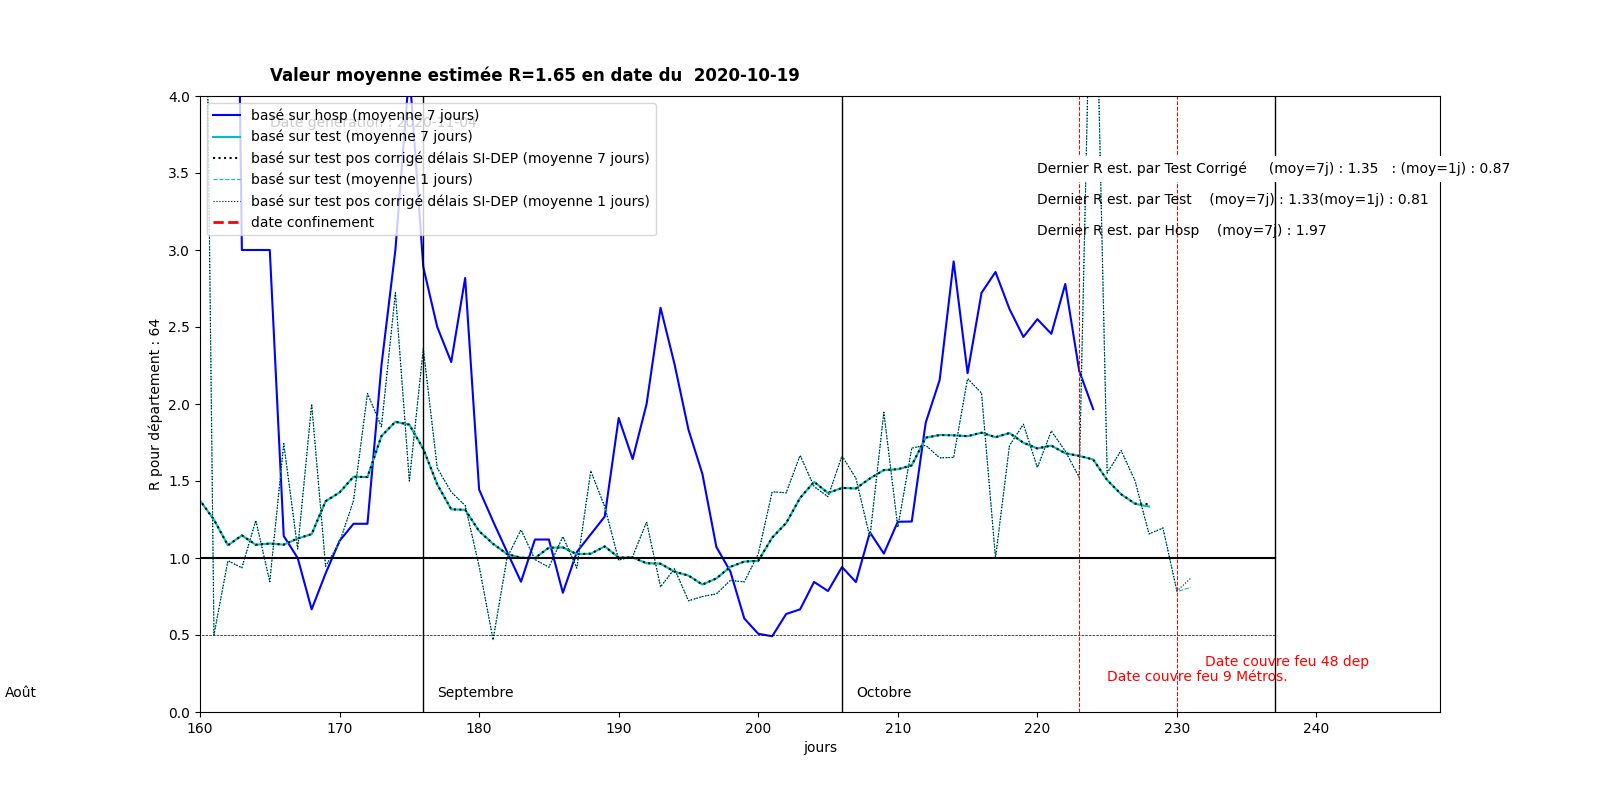 Valeur moyenne estimée R=1.65 en date du  2020-10-19
4.0
3.5
3.0
2.5
2.0
1.5
1.0
0.5
0.0
R pour département : 64
basé sur hosp (moyenne 7 jours)
Date génération : 2020-11-04
basé sur test (moyenne 7 jours)
basé sur test pos corrigé délais SI-DEP (moyenne 7 jours)
basé sur test (moyenne 1 jours)
basé sur test pos corrigé délais SI-DEP (moyenne 1 jours)
date confinement
Dernier R est. par Test Corrigé     (moy=7j) : 1.35   : (moy=1j) : 0.87
Dernier R est. par Test    (moy=7j) : 1.33(moy=1j) : 0.81
Dernier R est. par Hosp    (moy=7j) : 1.97
Date couvre feu 48 dep
Date couvre feu 9 Métros.
Août
Septembre
Octobre
160 170 180 190 200 210 220 230 240
jours